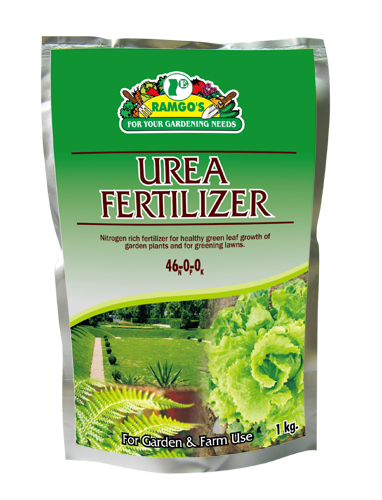 RAMGO'S
FOR YOUR GARDENING NEEDS
UREA
FERTILIZER
Nitrogen rich fertilizer for healthy green leaf growth of
garden plants and for greening lawns.
46N-0P-0K
For Garden & Farm Use
1 kg.